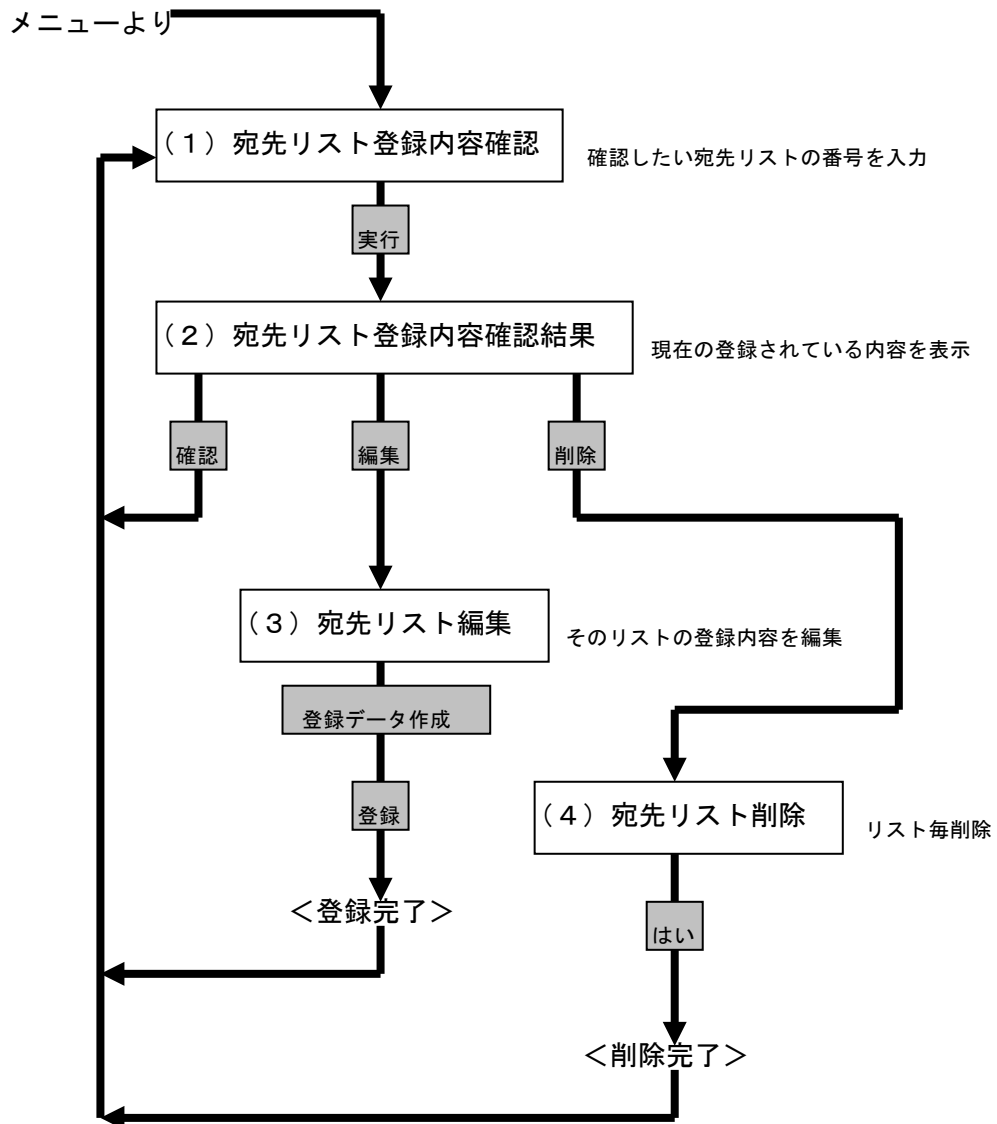 メニューより
（１）宛先リスト登録内容確認
確認したい宛先リストの番号を入力
実行
（２）宛先リスト登録内容確認結果
現在の登録されている内容を表示
確認
編集
削除
（３）宛先リスト編集
そのリストの登録内容を編集
登録データ作成
登録
（４）宛先リスト削除
リスト毎削除
＜登録完了＞
はい
＜削除完了＞